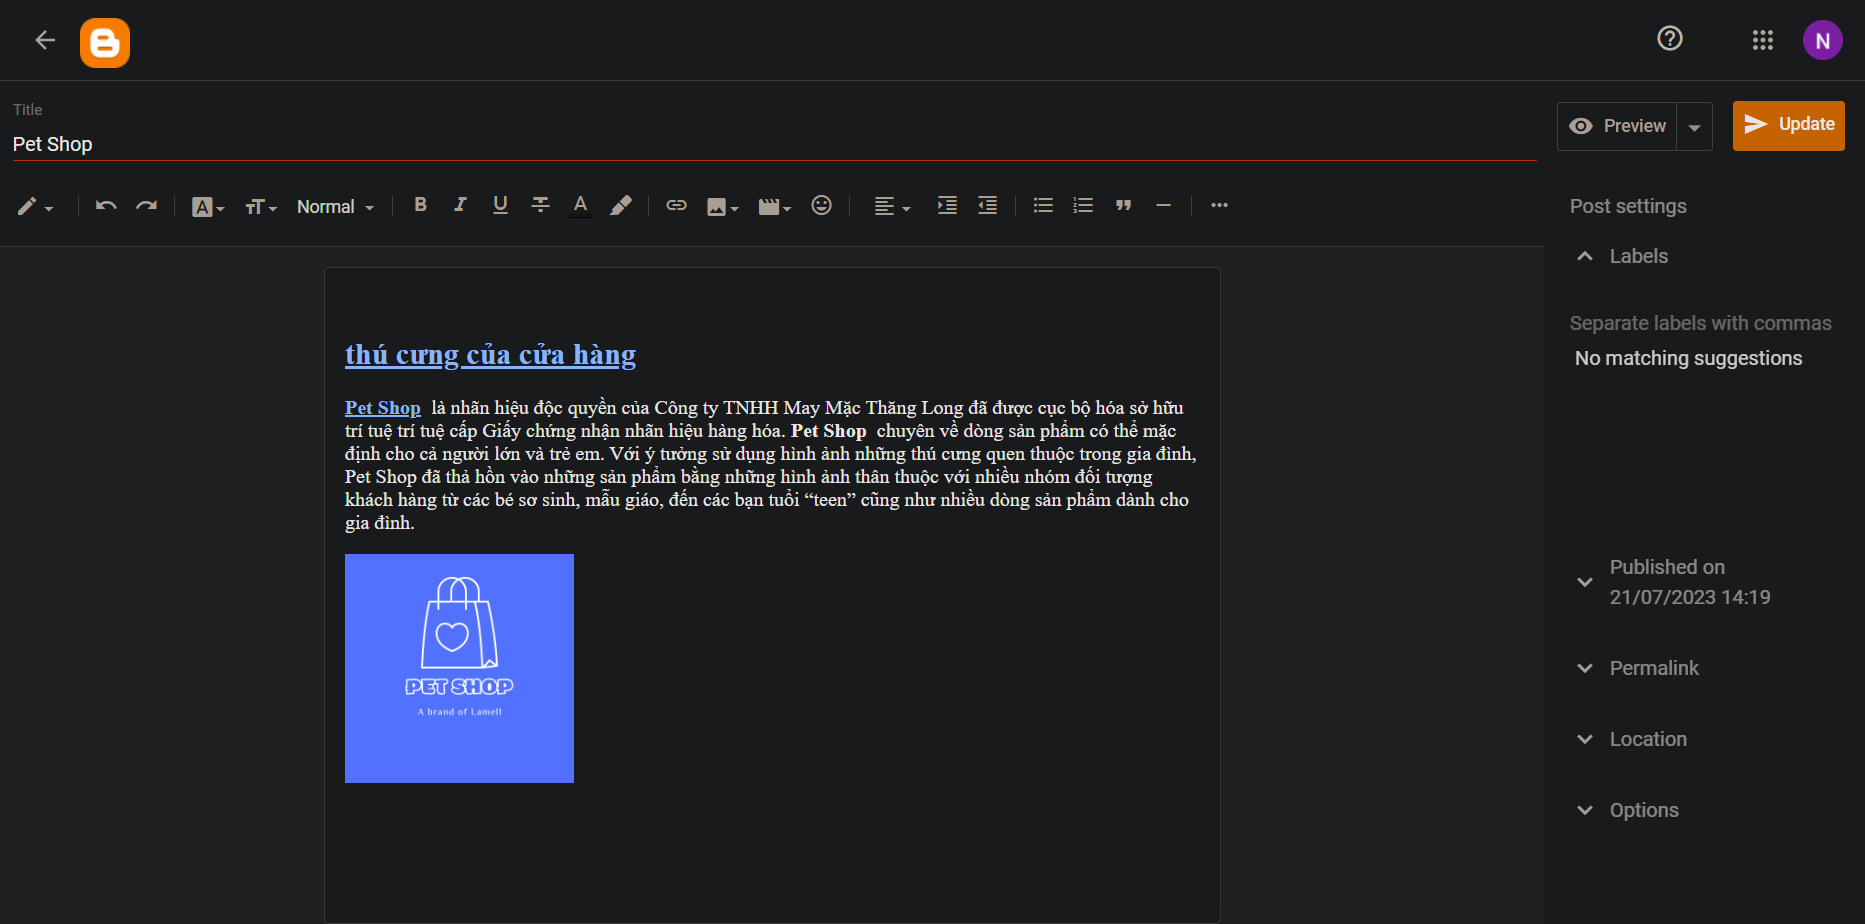 N
Title
Pet Shop
Preview
Update
Normal
B I U A
Post settings
Labels
Separate labels with commas
No matching suggestions
thú cưng của cửa hàng
Pet Shop là nhãn hiệu độc quyền của Công ty TNHH May Mặc Thăng Long đã được cục bộ hóa sở hữu
trí tuệ trí tuệ cấp Giấy chứng nhận nhãn hiệu hàng hóa. Pet Shop chuyên về dòng sản phẩm có thể mặc
định cho cả người lớn và trẻ em. Với ý tưởng sử dụng hình ảnh những thú cưng quen thuộc trong gia đình,
Pet Shop đã thả hồn vào những sản phẩm bằng những hình ảnh thân thuộc với nhiều nhóm đối tượng
khách hàng từ các bé sơ sinh, mẫu giáo, đến các bạn tuổi “teen” cũng như nhiều dòng sản phẩm dành cho
gia đình.
PET SHOP
A brand of Lamell
Published on
21/07/2023 14:19
Permalink
Location
Options